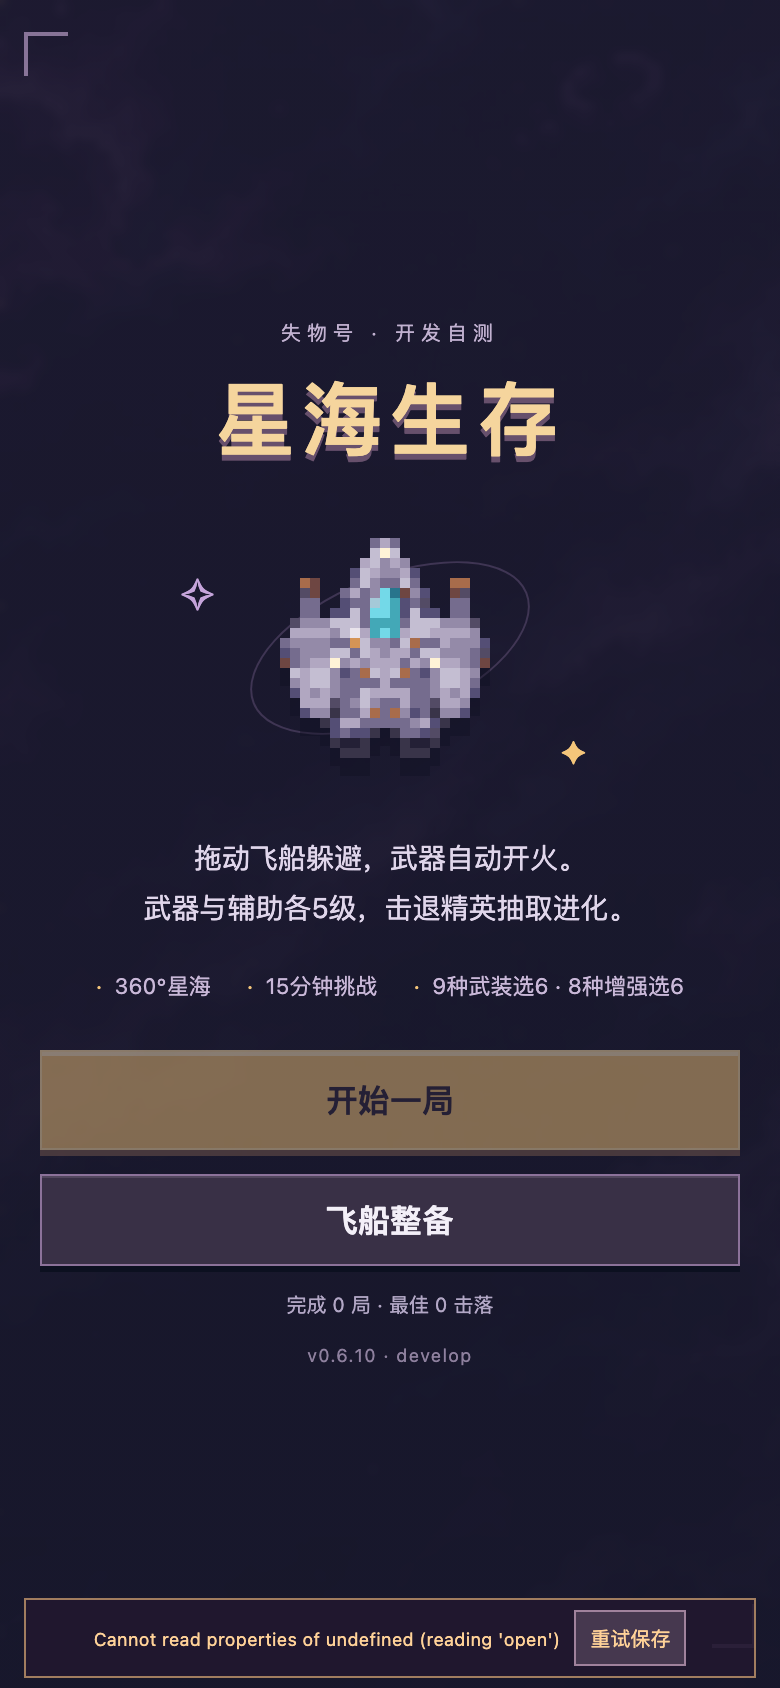 失物号 · 开发自测
星海生存
拖动飞船躲避，武器自动开火。
武器与辅助各5级，击退精英抽取进化。
· 360°星海 · 15分钟挑战 · 9种武装选6 · 8种增强选6
开始一局
飞船整备
完成 0 局 · 最佳 0 击落
v0.6.10 · develop
Cannot read properties of undefined (reading 'open') 重试保存